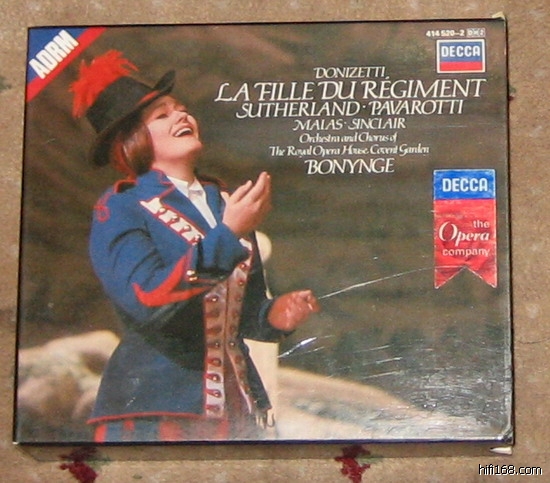 ADRM
414 520-2 DH2
DECCA
DONIZETTI
LA FILLE DU RÉGIMENT
SUTHERLAND · PAVAROTTI
MALAS · SINCLAIR
Orchestra and Chorus of
The Royal Opera House, Covent Garden
BONYNGE
DECCA
the
Opera
company
hifi168.com